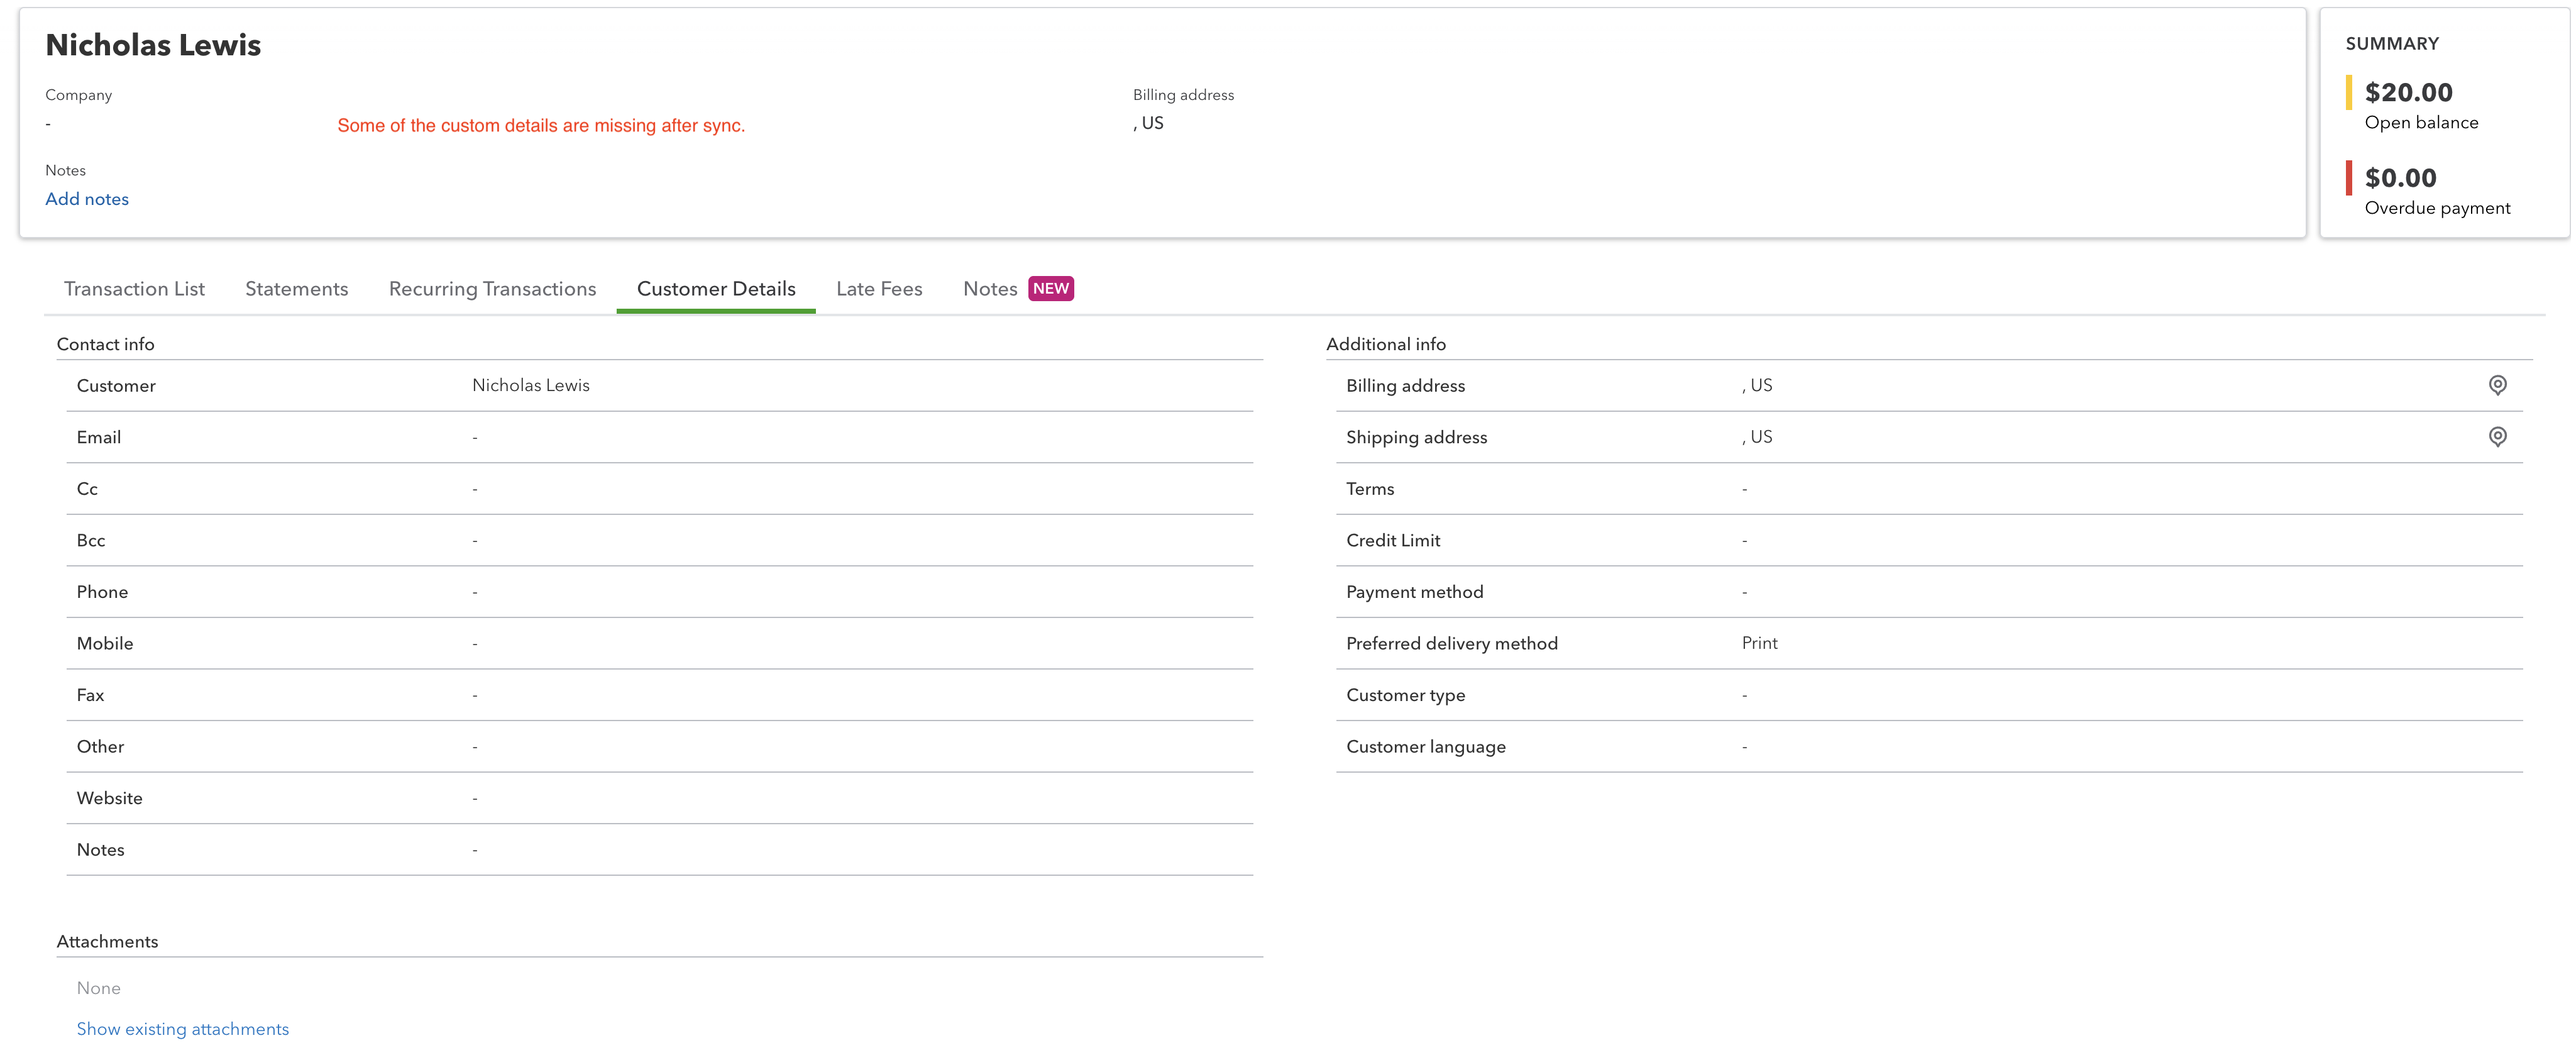 Nicholas Lewis
Company
-
Some of the custom details are missing after sync.
Billing address
, US
Notes
Add notes
SUMMARY
$20.00
Open balance
$0.00
Overdue payment
Transaction List Statements Recurring Transactions Customer Details Late Fees Notes NEW
Contact info
Customer Nicholas Lewis
Email -
Cc -
Bcc -
Phone -
Mobile -
Fax -
Other -
Website -
Notes -
Additional info
Billing address , US
Shipping address , US
Terms -
Credit Limit -
Payment method -
Preferred delivery method Print
Customer type -
Customer language -
Attachments
None
Show existing attachments